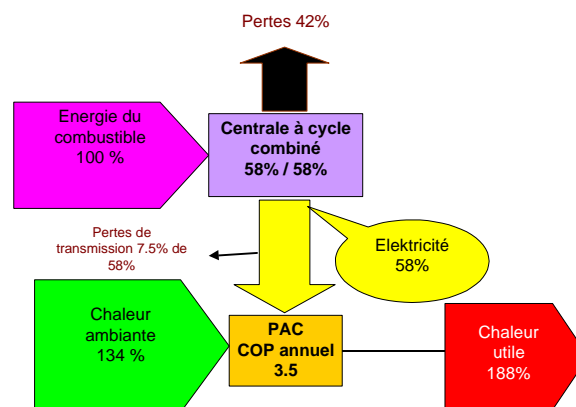 Pertes 42%
Energie du
combustible
100 %
Centrale à cycle
combiné
58% / 58%
Pertes de
transmission 7.5% de
58%
Elektricité
58%
Chaleur
ambiante
134 %
PAC
COP annuel
3.5
Chaleur
utile
188%